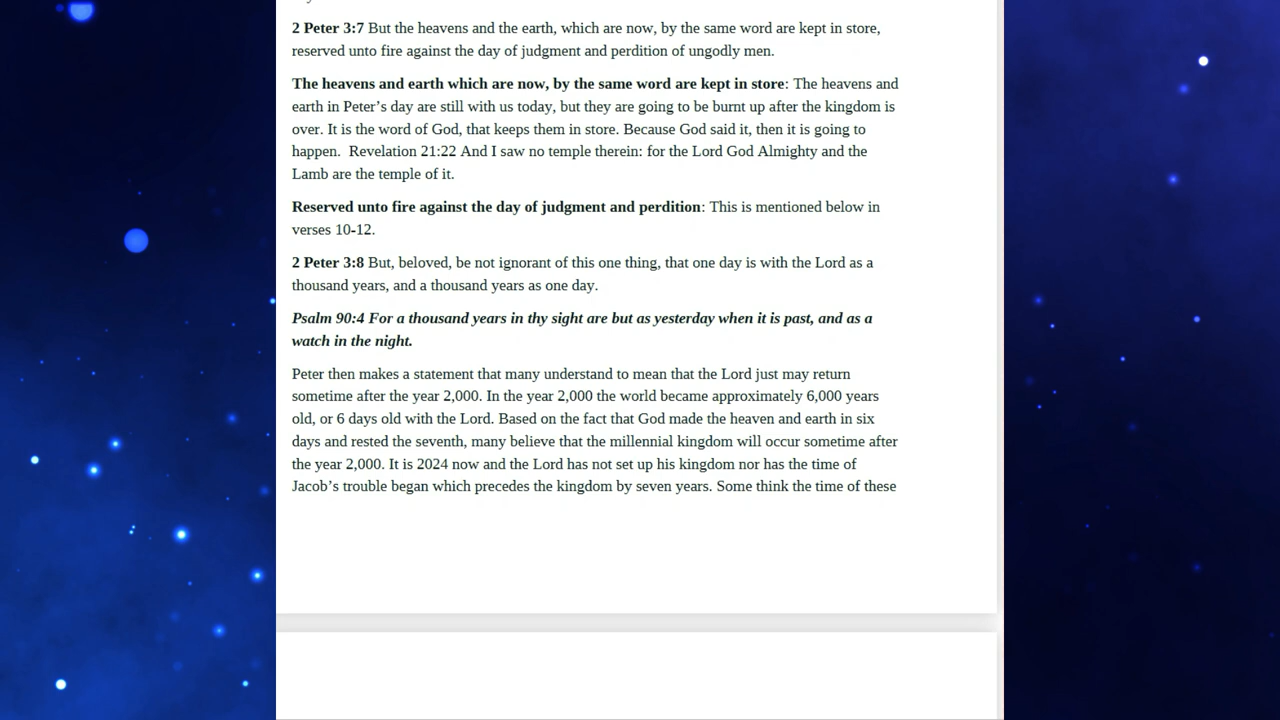 2 Peter 3:7 But the heavens and the earth, which are now, by the same word are kept in store,
reserved unto fire against the day of judgment and perdition of ungodly men.
The heavens and earth which are now, by the same word are kept in store: The heavens and
earth in Peter’s day are still with us today, but they are going to be burnt up after the kingdom is
over. It is the word of God, that keeps them in store. Because God said it, then it is going to
happen.  Revelation 21:22 And I saw no temple therein: for the Lord God Almighty and the
Lamb are the temple of it.
Reserved unto fire against the day of judgment and perdition: This is mentioned below in
verses 10-12.
2 Peter 3:8 But, beloved, be not ignorant of this one thing, that one day is with the Lord as a
thousand years, and a thousand years as one day.
Psalm 90:4 For a thousand years in thy sight are but as yesterday when it is past, and as a
watch in the night.
Peter then makes a statement that many understand to mean that the Lord just may return
sometime after the year 2,000. In the year 2,000 the world became approximately 6,000 years
old, or 6 days old with the Lord. Based on the fact that God made the heaven and earth in six
days and rested the seventh, many believe that the millennial kingdom will occur sometime after
the year 2,000. It is 2024 now and the Lord has not set up his kingdom nor has the time of
Jacob’s trouble began which precedes the kingdom by seven years. Some think the time of these